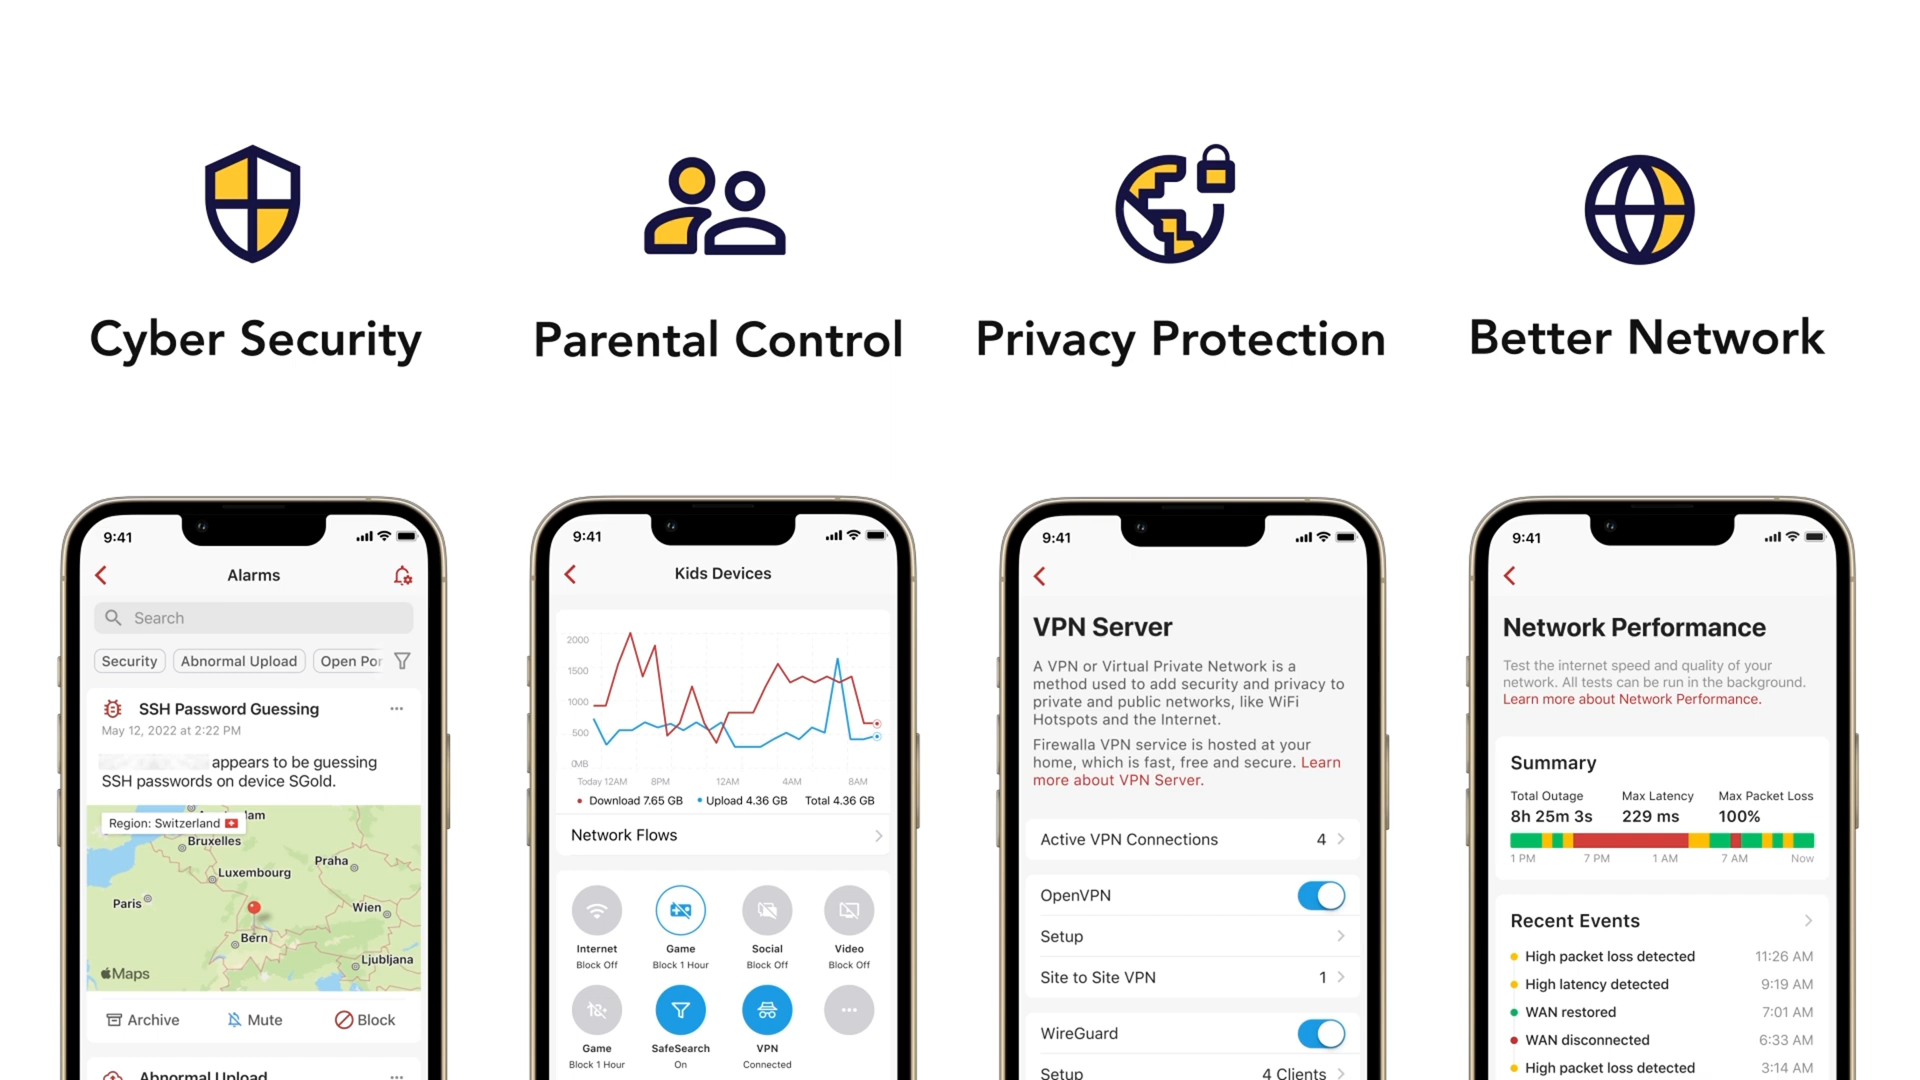 Cyber Security
Parental Control
Privacy Protection
Better Network
9:41
Alarms
Search
Security
Abnormal Upload
Open Por
SSH Password Guessing
May 12, 2022 at 2:22 PM
appears to be guessing
SSH passwords on device SGold.
Region: Switzerland
dam
Bruxelles
Luxembourg
Praha
Paris
Wien
Bern
Ljubljana
Maps
Archive
Mute
Block
Abnormal Upload
9:41
Kids Devices
2000
1500
1000
500
0MB
Today 12AM 8PM 12AM 4AM 8AM
Download 7.65 GB Upload 4.36 GB Total 4.36 GB
Network Flows
Internet
Block Off
Game
Block 1 Hour
Social
Block Off
Video
Block Off
18+
Game
Block 1 Hour
SafeSearch
On
VPN
Connected
9:41
VPN Server
A VPN or Virtual Private Network is a
method used to add security and privacy to
private and public networks, like WiFi
Hotspots and the Internet.
Firewalla VPN service is hosted at your
home, which is fast, free and secure. Learn
more about VPN Server.
Active VPN Connections 4
OpenVPN
Setup
Site to Site VPN 1
WireGuard
Setup 4 Clients
9:41
Network Performance
Test the internet speed and quality of your
network. All tests can be run in the background.
Learn more about Network Performance.
Summary
Total Outage Max Latency Max Packet Loss
8h 25m 3s 229 ms 100%
1 PM 7 PM 1 AM 7 AM Now
Recent Events
High packet loss detected 11:26 AM
High latency detected 9:19 AM
WAN restored 7:01 AM
WAN disconnected 6:33 AM
High packet loss detected 3:14 AM